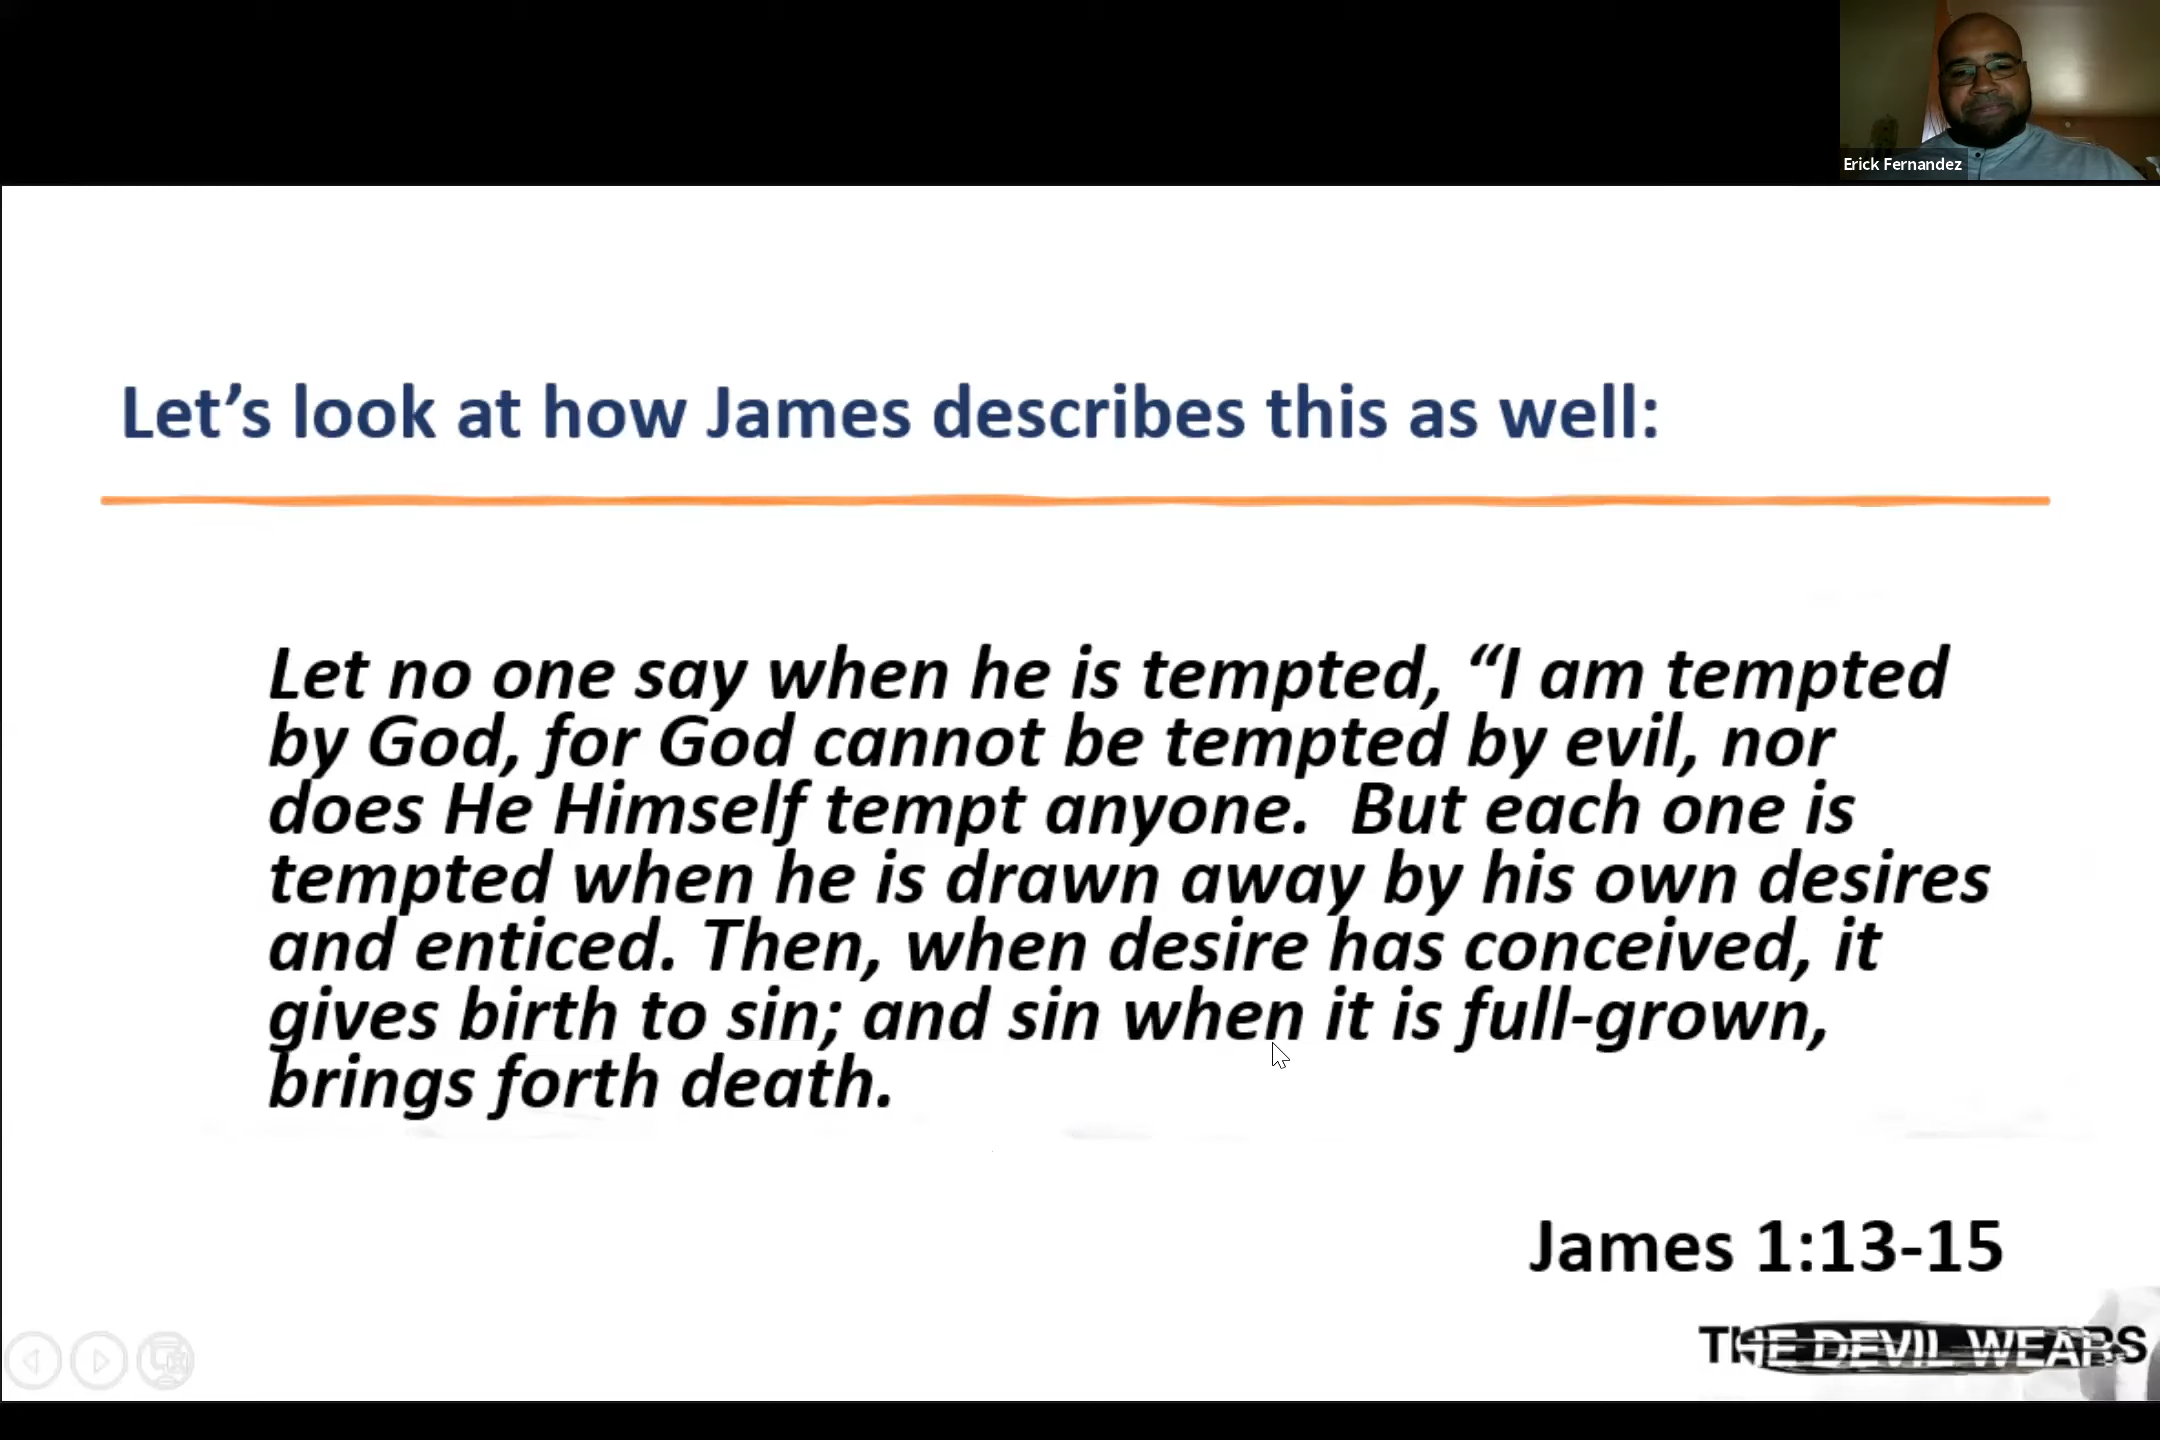 Erick Fernandez
Let’s look at how James describes this as well:
Let no one say when he is tempted, “I am tempted
by God, for God cannot be tempted by evil, nor
does He Himself tempt anyone.  But each one is
tempted when he is drawn away by his own desires
and enticed. Then, when desire has conceived, it
gives birth to sin; and sin when it is full-grown,
brings forth death.
James 1:13-15
THE DEVIL WEARS